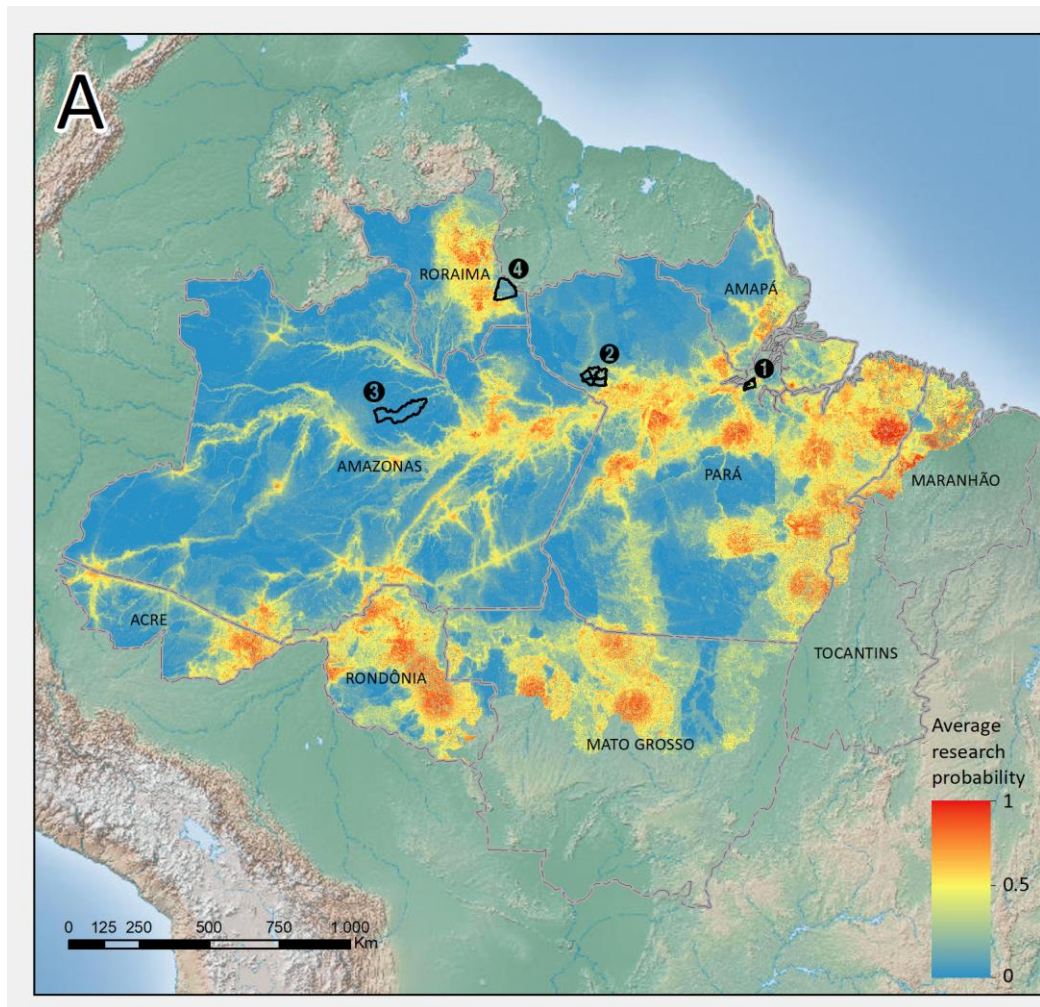 A
4
RORAIMA
AMAPÁ
2
1
3
AMAZONAS
PARÁ
MARANHÃO
ACRE
TOCANTINS
RONDÔNIA
MATO GROSSO
Average
research
probability
1
0.5
0
0 125 250 500 750 1 000
Km